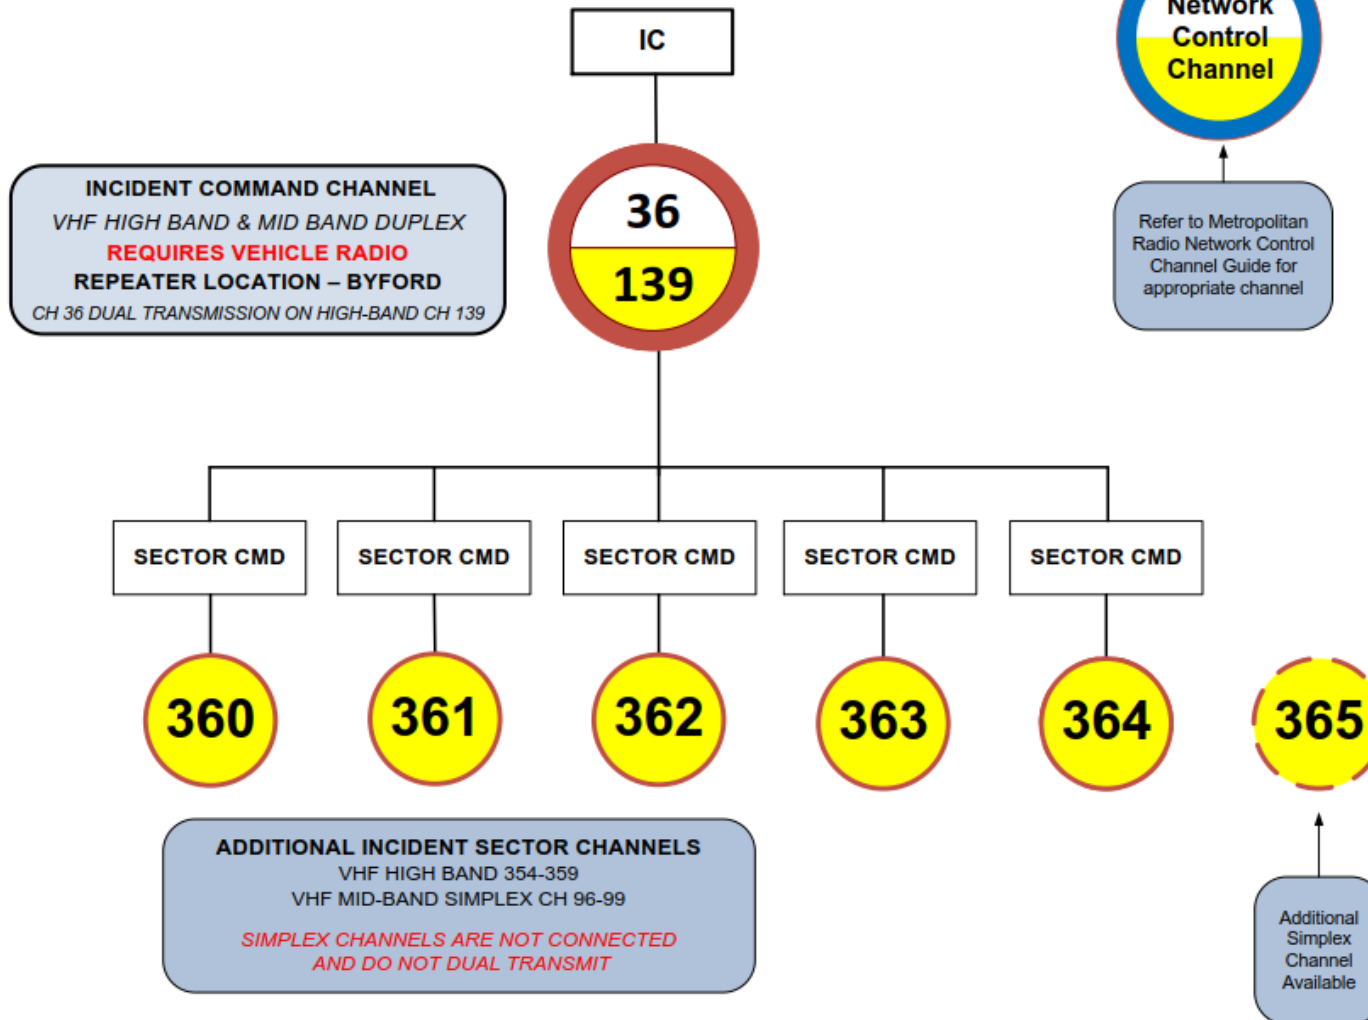 IC
Network
Control
Channel
INCIDENT COMMAND CHANNEL
VHF HIGH BAND & MID BAND DUPLEX
REQUIRES VEHICLE RADIO
REPEATER LOCATION – BYFORD
CH 36 DUAL TRANSMISSION ON HIGH-BAND CH 139
36
139
Refer to Metropolitan
Radio Network Control
Channel Guide for
appropriate channel
SECTOR CMD
SECTOR CMD
SECTOR CMD
SECTOR CMD
SECTOR CMD
360
361
362
363
364
365
ADDITIONAL INCIDENT SECTOR CHANNELS
VHF HIGH BAND 354-359
VHF MID-BAND SIMPLEX CH 96-99
SIMPLEX CHANNELS ARE NOT CONNECTED
AND DO NOT DUAL TRANSMIT
Additional
Simplex
Channel
Available